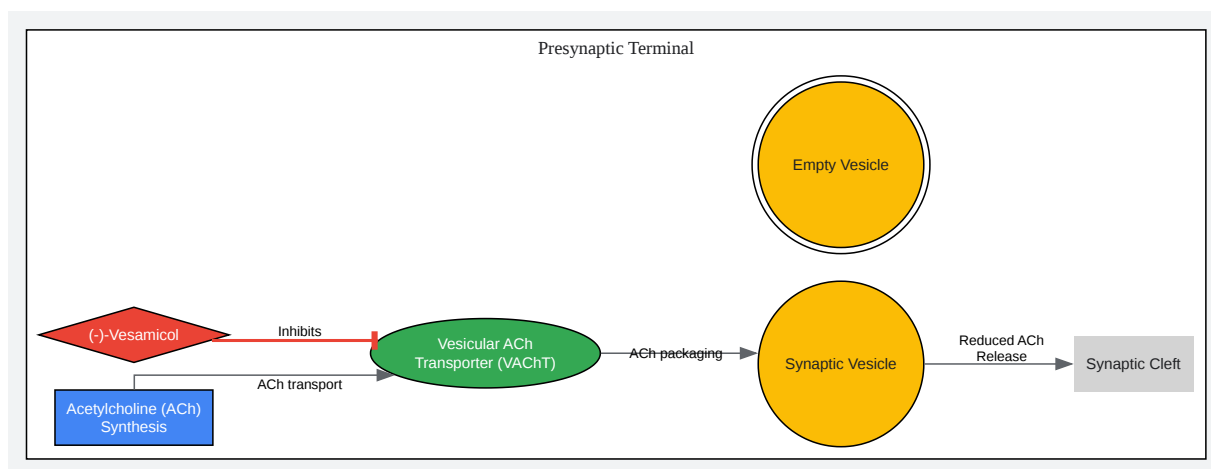 Presynaptic Terminal
Empty Vesicle
(-)-Vesamicol
Inhibits
Vesicular ACh
Transporter (VAChT)
ACh packaging
Synaptic Vesicle
Reduced ACh
Release
Synaptic Cleft
ACh transport
Acetylcholine (ACh)
Synthesis